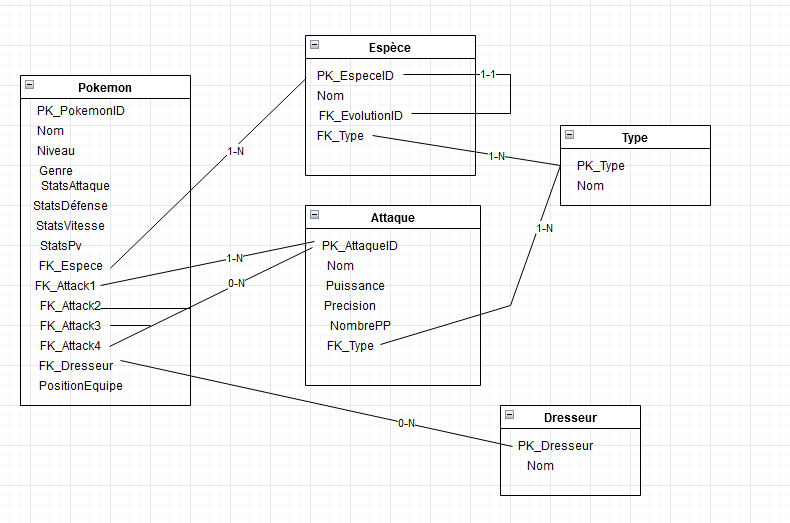 Pokemon
PK_PokemonID
Nom
Niveau
Genre
StatsAttaque
StatsDéfense
StatsVitesse
StatsPv
FK_Espece
FK_Attack1
FK_Attack2
FK_Attack3
FK_Attack4
FK_Dresseur
PositionEquipe
Espèce
PK_EspeceID
Nom
FK_EvolutionID
FK_Type
1-1
1-N
1-N
Type
PK_Type
Nom
Attaque
PK_AttaqueID
Nom
Puissance
Precision
NombrePP
FK_Type
1-N
0-N
1-N
0-N
Dresseur
PK_Dresseur
Nom